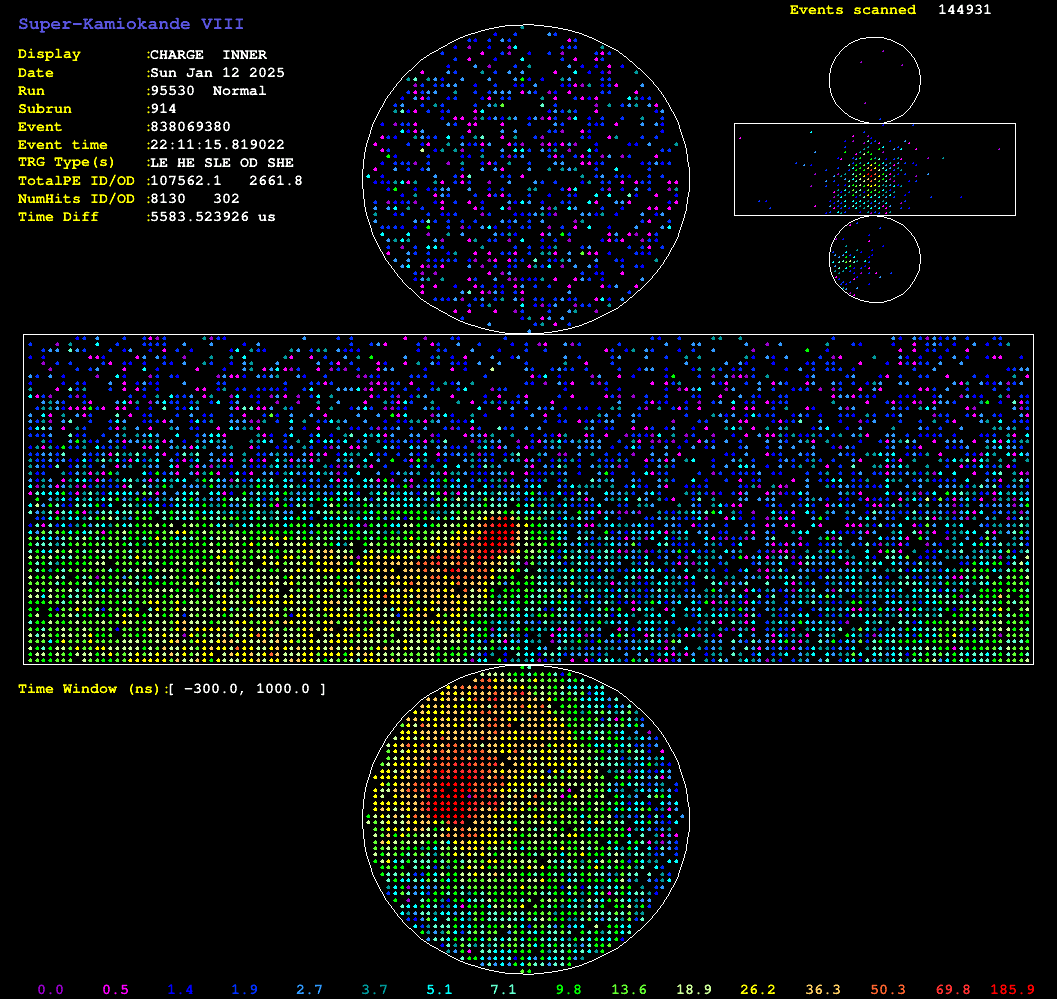 Super-Kamiokande VIII
Events scanned 144931
Display :CHARGE INNER
Date :Sun Jan 12 2025
Run :95530 Normal
Subrun :914
Event :838069380
Event time :22:11:15.819022
TRG Type(s) :LE HE SLE OD SHE
TotalPE ID/OD :107562.1 2661.8
NumHits ID/OD :8130 302
Time Diff :5583.523926 us
Time Window (ns):[ -300.0, 1000.0 ]
0.0 0.5 1.4 1.9 2.7 3.7 5.1 7.1 9.8 13.6 18.9 26.2 36.3 50.3 69.8 185.9